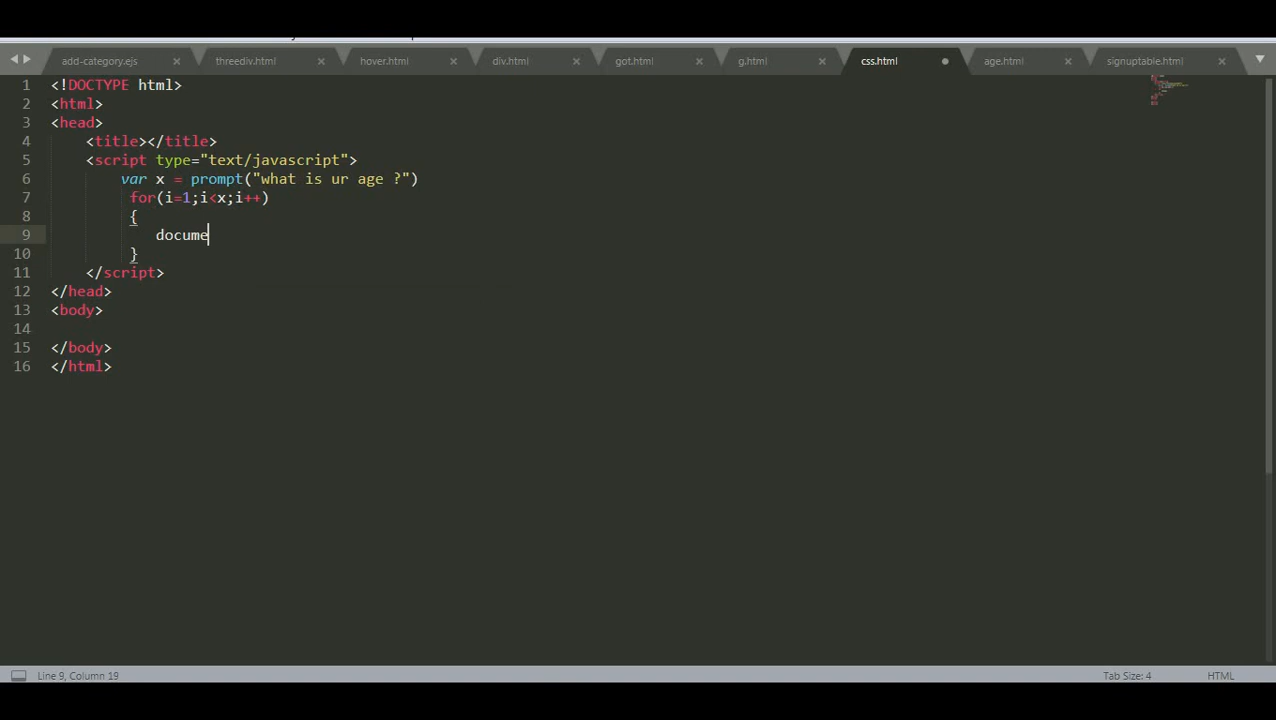 add-category.ejs threediv.html hover.html div.html got.html g.html css.html age.html signuptable.html
1 <!DOCTYPE html>
2 <html>
3 <head>
4 <title></title>
5 <script type="text/javascript">
6 var x = prompt("what is ur age ?")
7 for(i=1;i<x;i++)
8 {
9 docume
10 }
11 </script>
12 </head>
13 <body>
14
15 </body>
16 </html>
Line 9, Column 19 Tab Size: 4 HTML